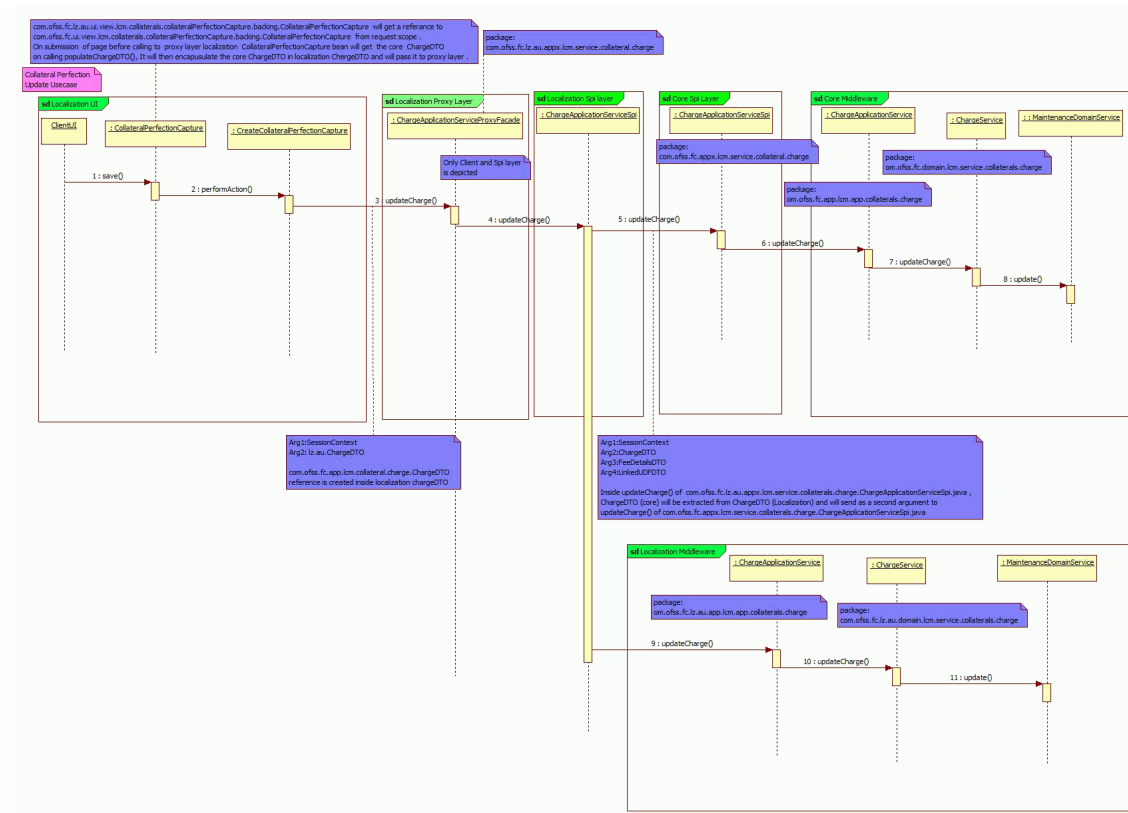 com.ofss.fc.lz.au.ui.view.lcm.collaterals.collateralPerfectionCapture.backing.CollateralPerfectionCapture will get a referance to
com.ofss.fc.ui.view.lcm.collaterals.collateralPerfectionCapture.backing.CollateralPerfectionCapture from request scope .
On submission of page before calling to proxy layer localization CollateralPerfectionCapture bean will get the core ChargeDTO
on calling populateChargeDTO(), It will then encapusulate the core ChargeDTO in localization ChergeDTO and will pass it to proxy layer .
package:
com.ofss.fc.lz.au.appx.lcm.service.collateral.charge
Collateral Perfection
Update Usecase
sd Localization UI
sd Localization Proxy Layer
sd Localization Spi layer
sd Core Spi Layer
sd Core Middleware
ClientUI
: CollateralPerfectionCapture
: CreateCollateralPerfectionCapture
: ChargeApplicationServiceProxyFacade
: ChargeApplicationServiceSpi
: ChargeApplicationServiceSpi
: ChargeApplicationService
: ChargeService
: : MaintenanceDomainService
Only Client and Spi layer
is depicted
package:
com.ofss.fc.appx.lcm.service.collateral.charge
package:
com.ofss.fc.domain.lcm.service.collaterals.charge
package:
om.ofss.fc.app.lcm.app.collaterals.charge
1 : save()
2 : performAction()
3 : updateCharge()
4 : updateCharge()
5 : updateCharge()
6 : updateCharge()
7 : updateCharge()
8 : update()
Arg1:SessionContext
Arg2: lz.au.ChargeDTO
com.ofss.fc.app.lcm.collateral.charge.ChargeDTO
reference is created inside localization chargeDTO
Arg1:SessionContext
Arg2:ChargeDTO
Arg3:FeeDetailsDTO
Arg4:LinkedUDFDTO
Inside updateCharge() of com.ofss.fc.lz.au.appx.lcm.service.collaterals.charge.ChargeApplicationServiceSpi.java ,
ChargeDTO (core) will be extracted from ChargeDTO (Localization) and will send as a second argument to
updateCharge() of com.ofss.fc.appx.lcm.service.collaterals.charge.ChargeApplicationServiceSpi.java
sd Localization Middleware
: ChargeApplicationService
: ChargeService
: MaintenanceDomainService
package:
om.ofss.fc.lz.au.app.lcm.app.collaterals.charge
package:
com.ofss.fc.lz.au.domain.lcm.service.collaterals.charge
9 : updateCharge()
10 : updateCharge()
11 : update()